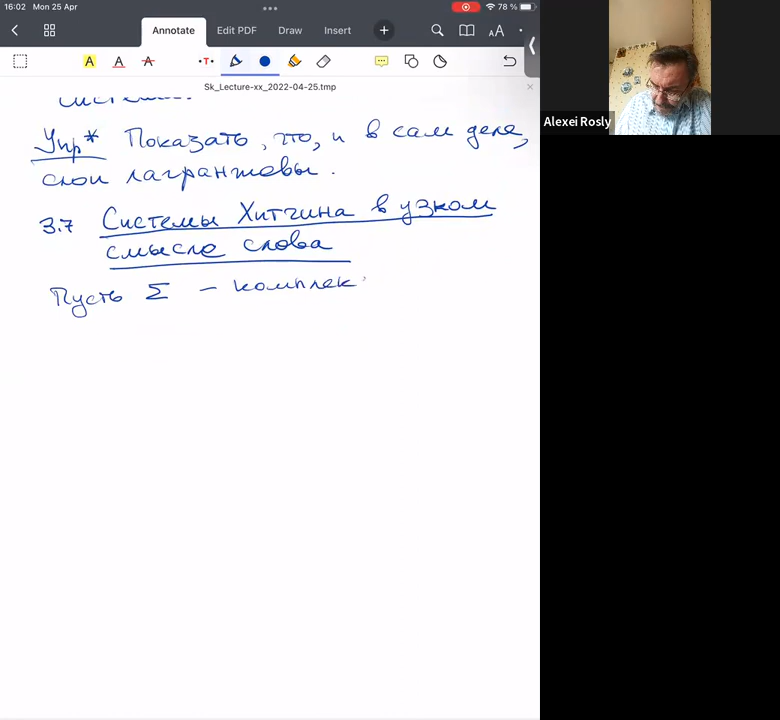 16:02 Mon 25 Apr
78 %
Annotate Edit PDF Draw Insert
Sk_Lecture-xx_2022-04-25.tmp
Упр* Показать, что, и в сам деле,
слои лагранжевы.
3.7 Системы Хитчина в узком
смысле слова
Пусть Σ – комплек
Alexei Rosly